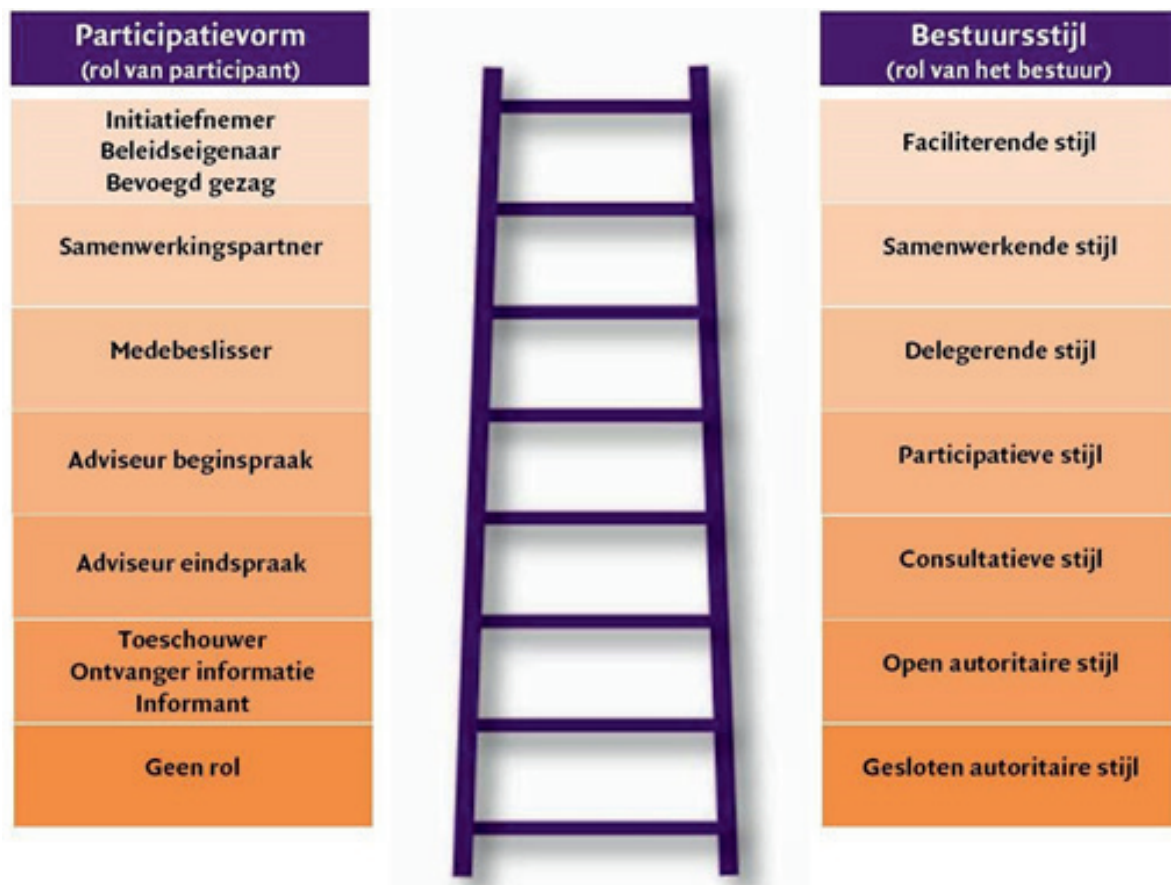 Participatievorm
(rol van participant)
Initiatiefnemer
Beleidseigenaar
Bevoegd gezag
Samenwerkingspartner
Medebeslisser
Adviseur beginspraak
Adviseur eindspraak
Toeschouwer
Ontvanger informatie
Informant
Geen rol
Bestuursstijl
(rol van het bestuur)
Faciliterende stijl
Samenwerkende stijl
Delegerende stijl
Participatieve stijl
Consultatieve stijl
Open autoritaire stijl
Gesloten autoritaire stijl